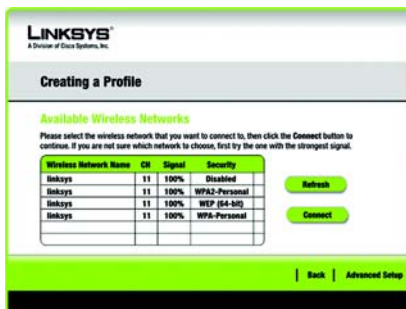 LINKSYS®
A Division of Cisco Systems, Inc.
Creating a Profile
Available Wireless Networks
Please select the wireless network that you want to connect to, then click the Connect button to
continue. If you are not sure which network to choose, first try the one with the strongest signal.
Wireless Network Name CH Signal Security
linksys 11 100% Disabled
linksys 11 100% WPA2-Personal
linksys 11 100% WEP (64-bit)
linksys 11 100% WPA-Personal
Refresh
Connect
Back Advanced Setup